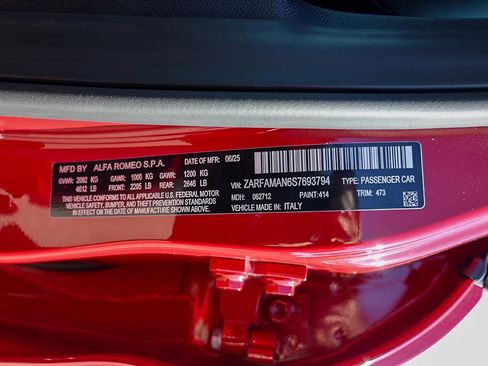 MFD BY ALFA ROMEO S.P.A. DATE OF MFR: 06/25
GVWR: 2092 KG GAWR: 1000 KG GAWR: 1200 KG
4612 LB FRONT: 2205 LB REAR: 2646 LB
THIS VEHICLE CONFORMS TO ALL APPLICABLE U.S. FEDERAL MOTOR
VEHICLE SAFETY, BUMPER, AND THEFT PREVENTION STANDARDS
IN EFFECT ON THE DATE OF MANUFACTURE SHOWN ABOVE
VIN: ZARFAMAN6S7693794 TYPE: PASSENGER CAR
MDH: 062712 PAINT: 414 TRIM: 473
VEHICLE MADE IN: ITALY